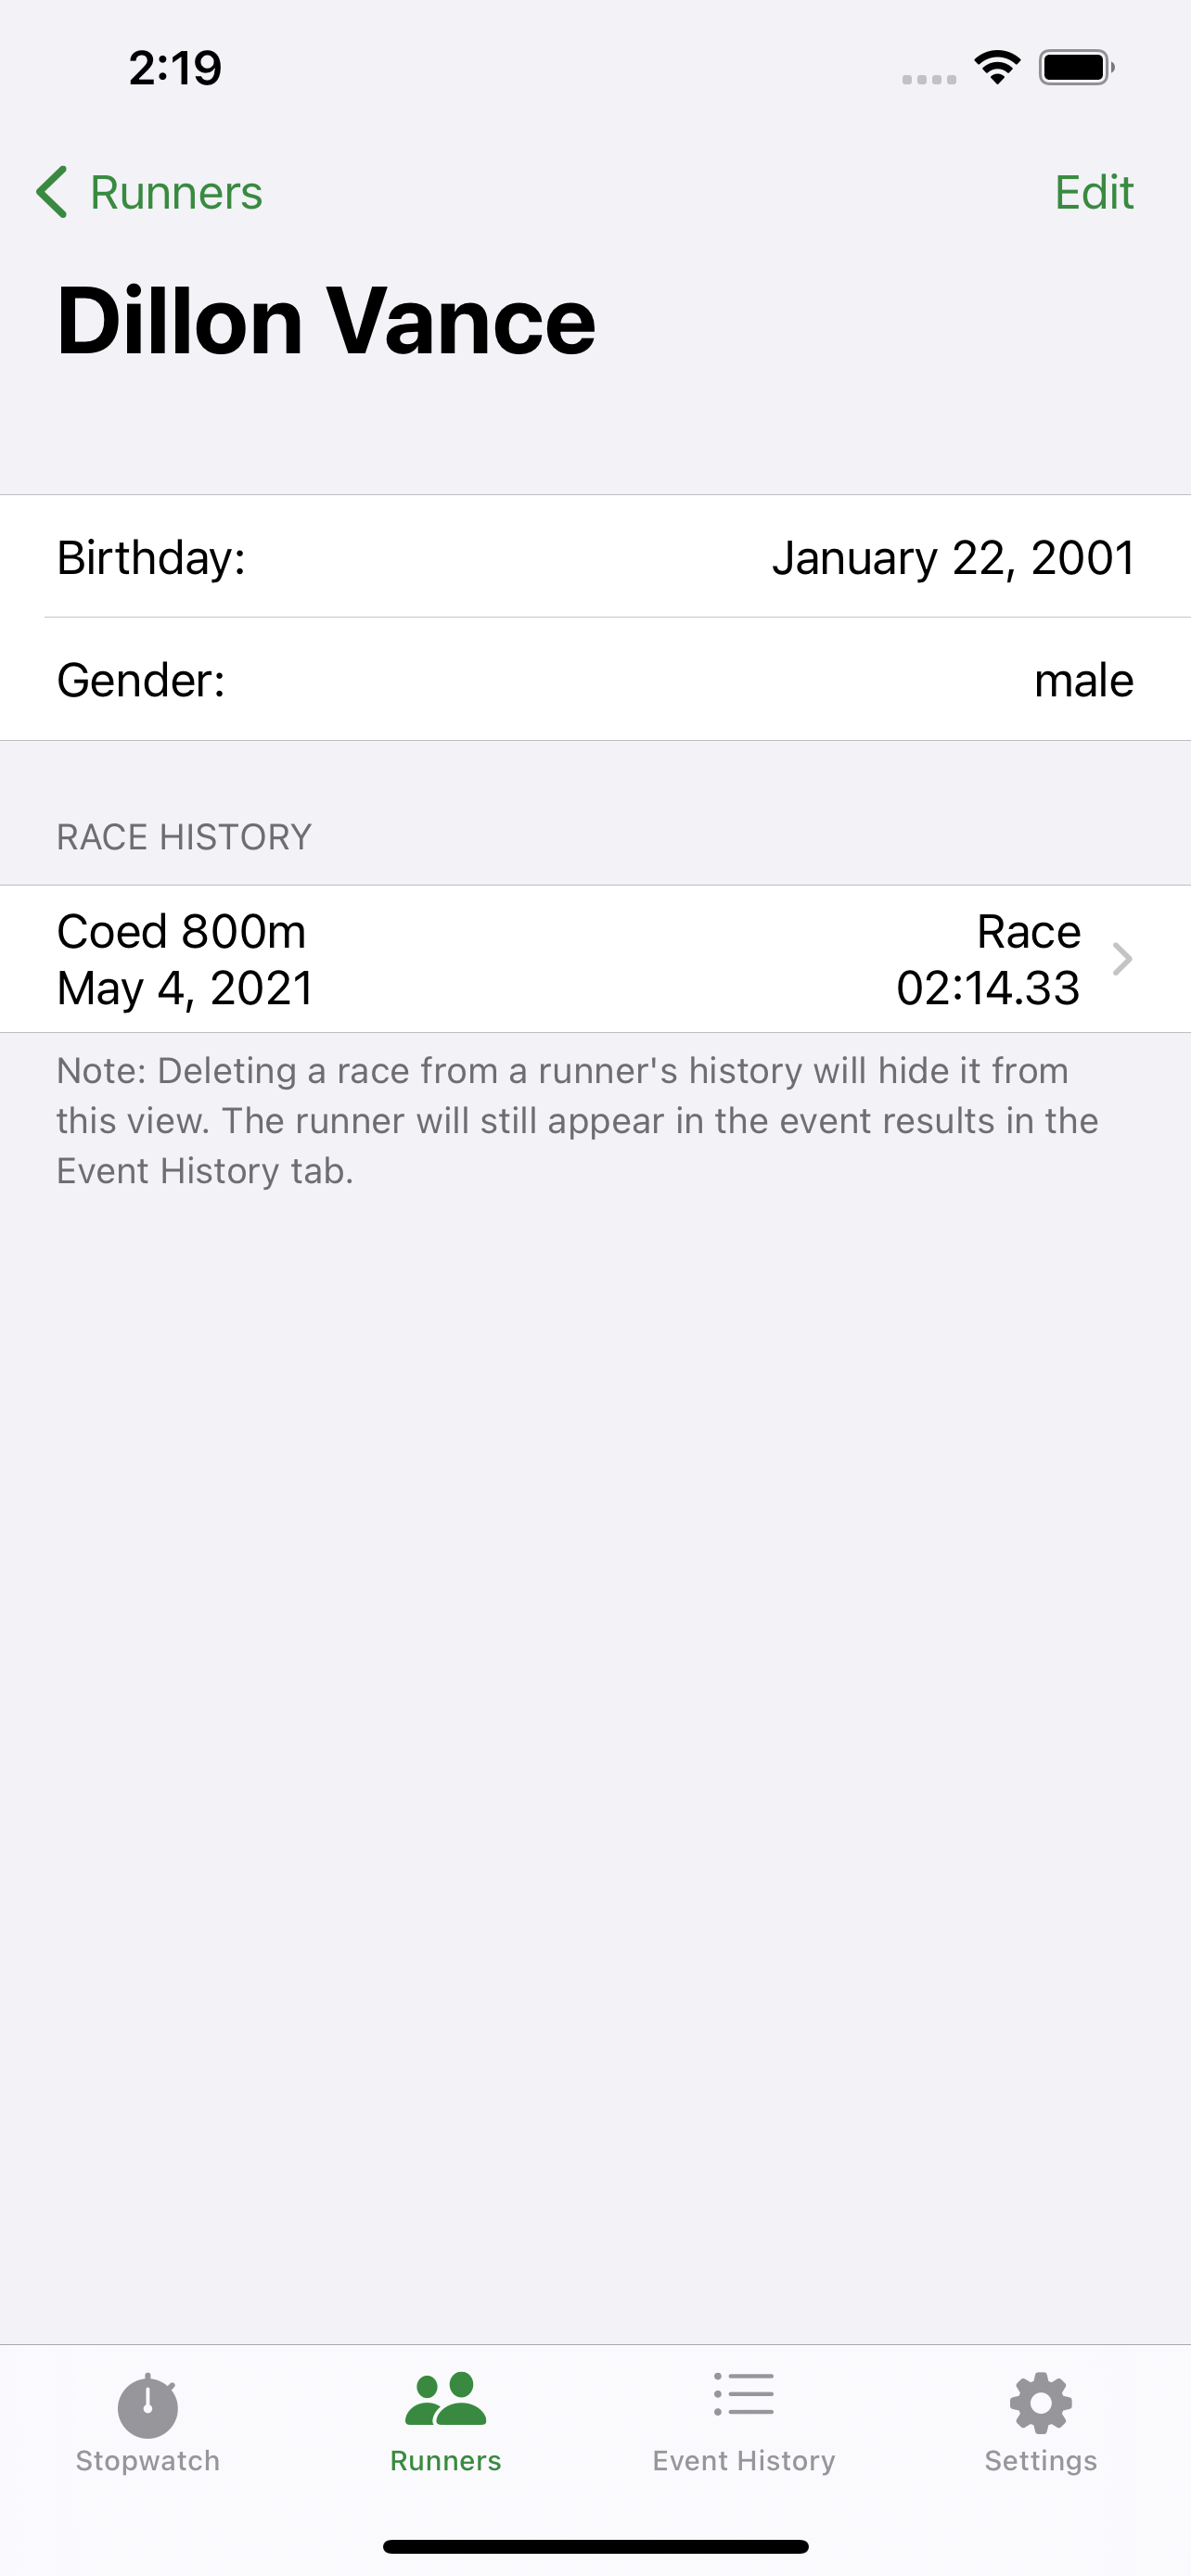 2:19
Runners
Edit
Dillon Vance
Birthday:
January 22, 2001
Gender:
male
RACE HISTORY
Coed 800m
Race
May 4, 2021
02:14.33
Note: Deleting a race from a runner's history will hide it from
this view. The runner will still appear in the event results in the
Event History tab.
Stopwatch
Runners
Event History
Settings